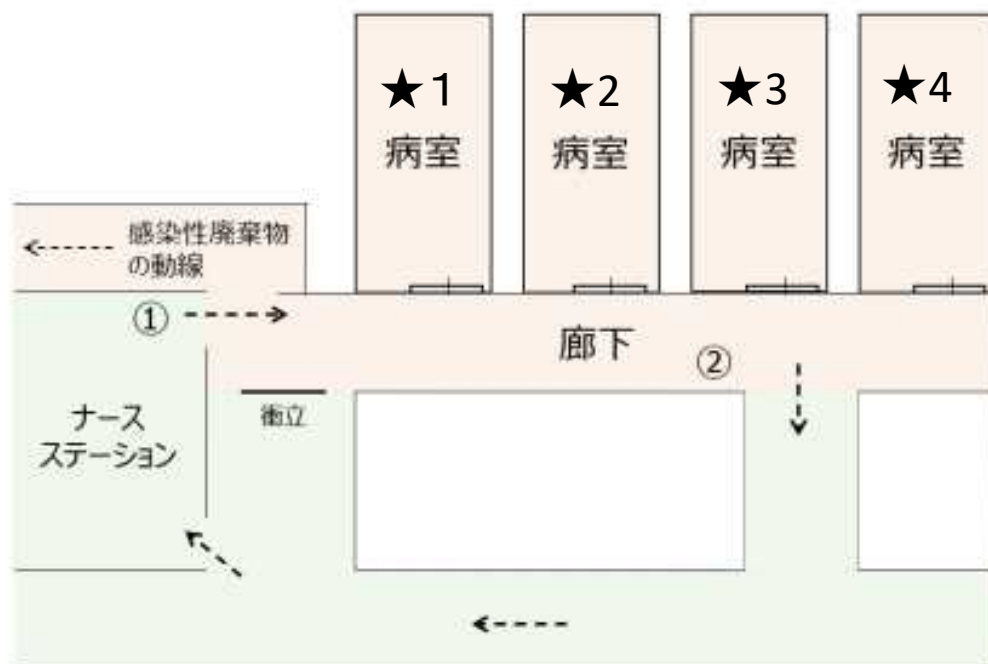 ★1
病室
★2
病室
★3
病室
★4
病室
感染性廃棄物
の動線
①
廊下
②
衝立
ナース
ステーション